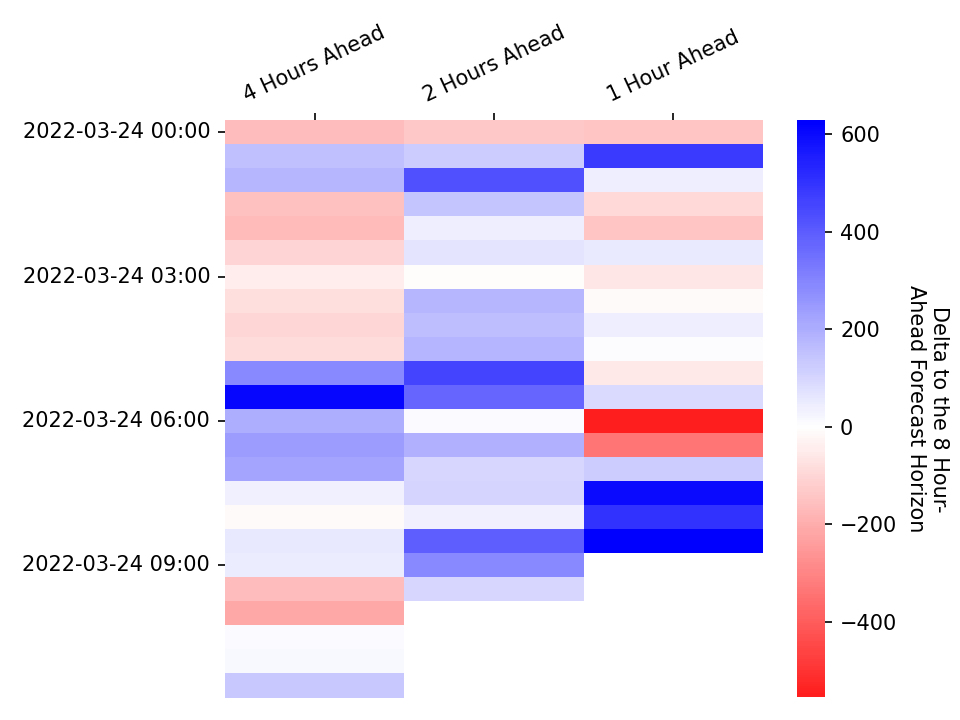 4 Hours Ahead
2 Hours Ahead
1 Hour Ahead
2022-03-24 00:00
2022-03-24 03:00
2022-03-24 06:00
2022-03-24 09:00
600
400
200
0
−200
−400
Delta to the 8 Hour-
Ahead Forecast Horizon